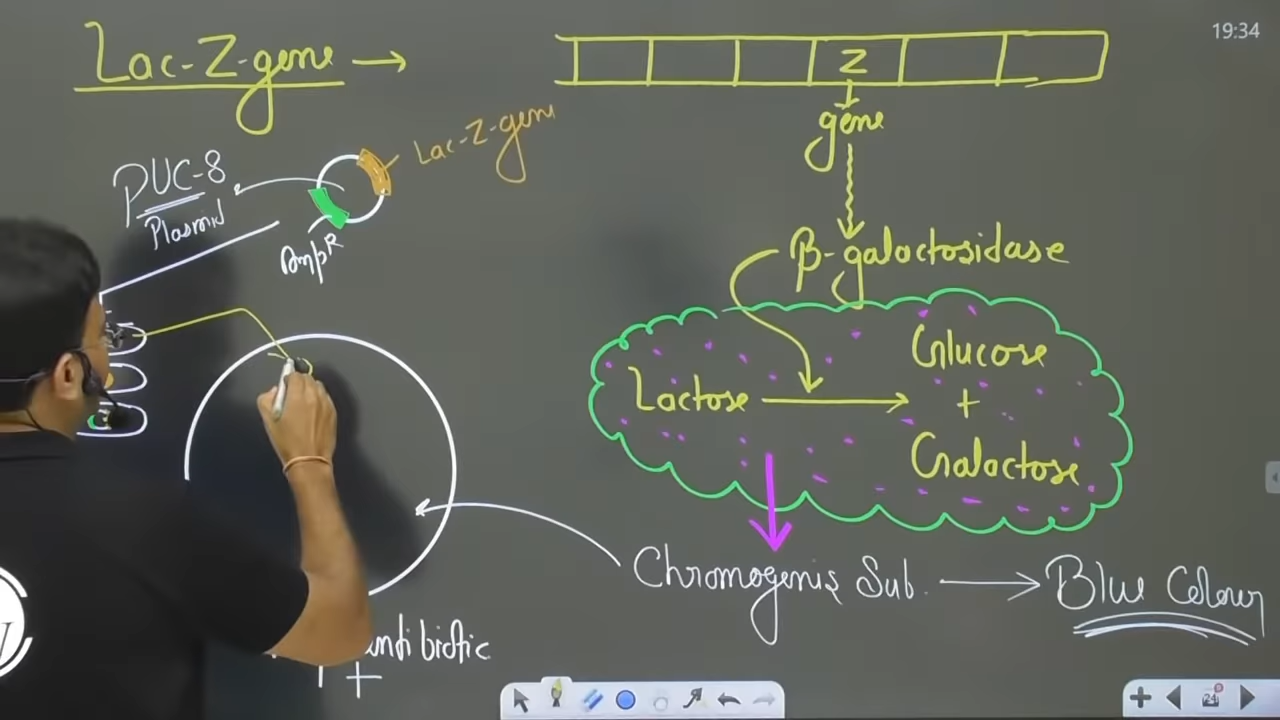 19:34
Lac-Z-gene →
Z
gene
Lac-Z-gene
PUC-8
Plasmid
AmpR
β-galactosidase
Lactose → Glucose
+
Galactose
Chromogenic Sub. → Blue Colour
antibiotic
+
24